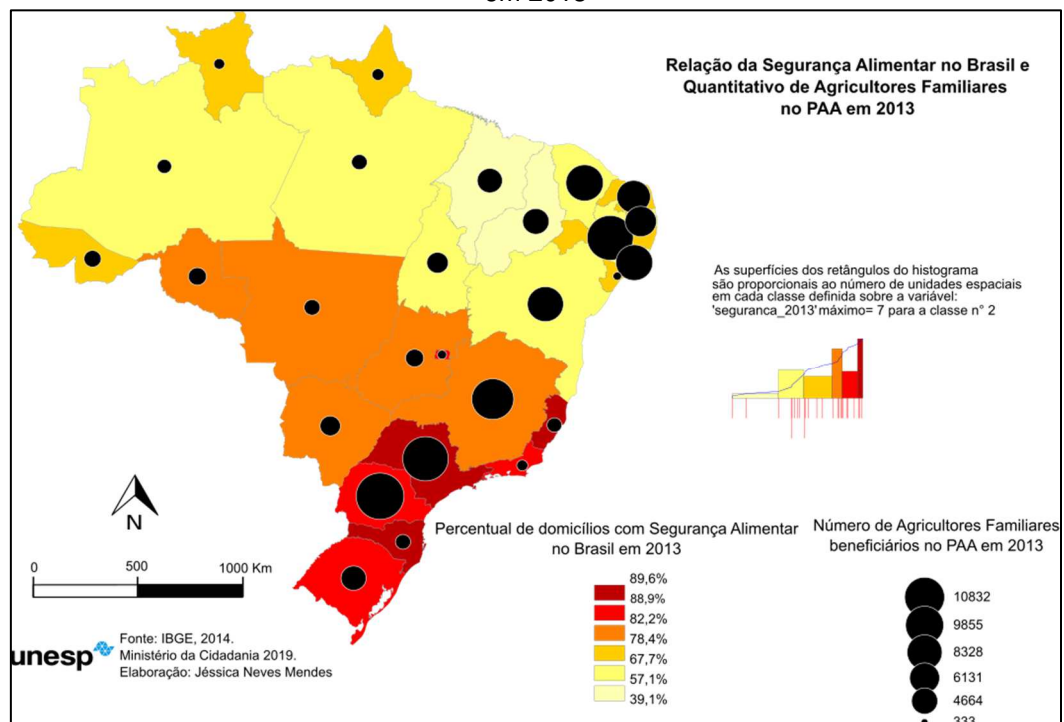 em 2013
Relação da Segurança Alimentar no Brasil e
Quantitativo de Agricultores Familiares
no PAA em 2013
As superfícies dos retângulos do histograma
são proporcionais ao número de unidades espaciais
em cada classe definida sobre a variável:
'seguranca_2013' máximo= 7 para a classe n° 2
N
0 500 1000 Km
Percentual de domicílios com Segurança Alimentar
no Brasil em 2013
89,6%
88,9%
82,2%
78,4%
67,7%
57,1%
39,1%
Número de Agricultores Familiares
beneficiários no PAA em 2013
10832
9855
8328
6131
4664
333
unesp
Fonte: IBGE, 2014.
Ministério da Cidadania 2019.
Elaboração: Jéssica Neves Mendes